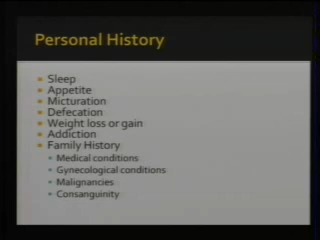 Personal History
Sleep
Appetite
Micturation
Defecation
Weight loss or gain
Addiction
Family History
Medical conditions
Gynecological conditions
Malignancies
Consanguinity